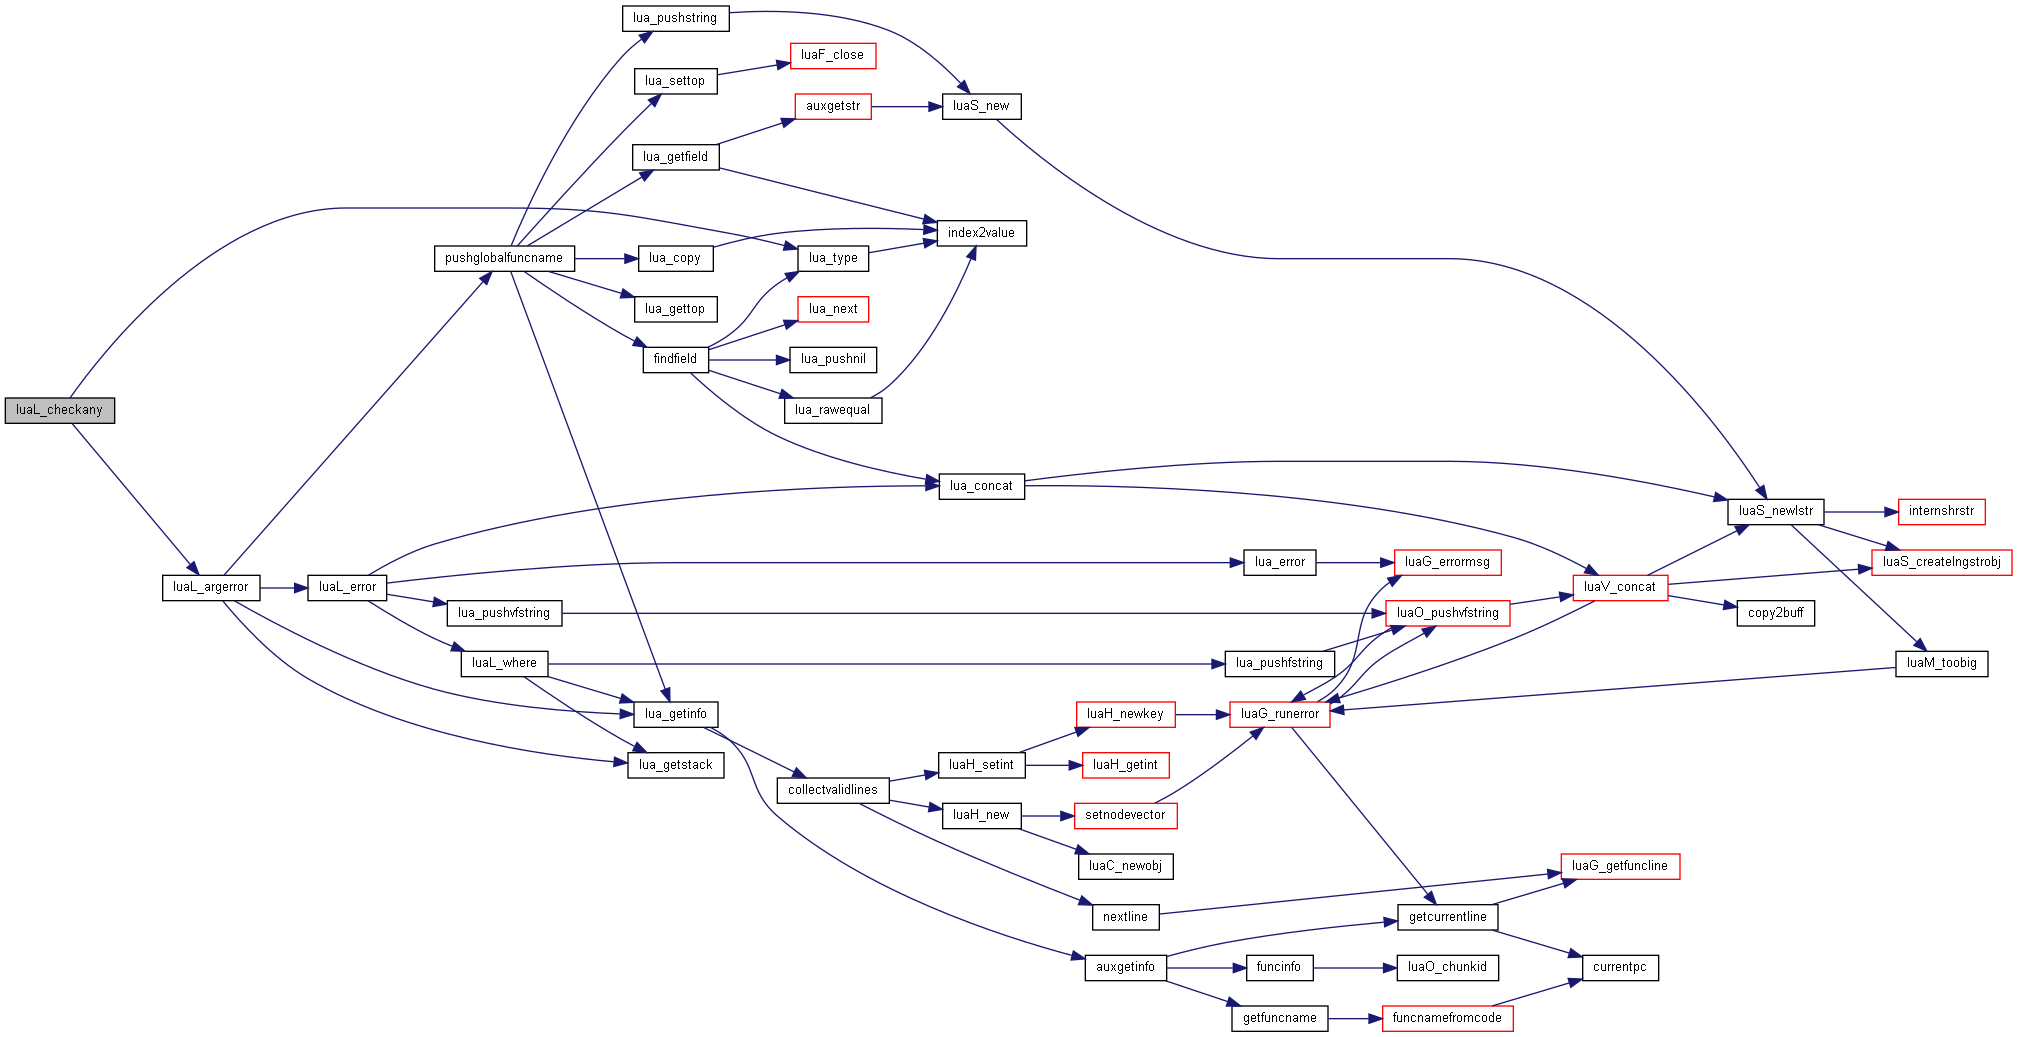 lua_pushstring
luaF_close
lua_settop
auxgetstr
luaS_new
lua_getfield
index2value
pushglobalfuncname
lua_copy
lua_type
lua_gettop
lua_next
findfield
lua_pushnil
luaL_checkany
lua_rawequal
lua_concat
luaS_newlstr
internshrstr
lua_error
luaG_errormsg
luaS_createlngstrobj
luaL_argerror
luaL_error
luaV_concat
lua_pushvfstring
luaO_pushvfstring
copy2buff
luaL_where
lua_pushfstring
luaM_toobig
lua_getinfo
luaH_newkey
luaG_runerror
lua_getstack
luaH_setint
luaH_getint
collectvalidlines
luaH_new
setnodevector
luaC_newobj
luaG_getfuncline
nextline
getcurrentline
auxgetinfo
funcinfo
luaO_chunkid
currentpc
getfuncname
funcnamefromcode